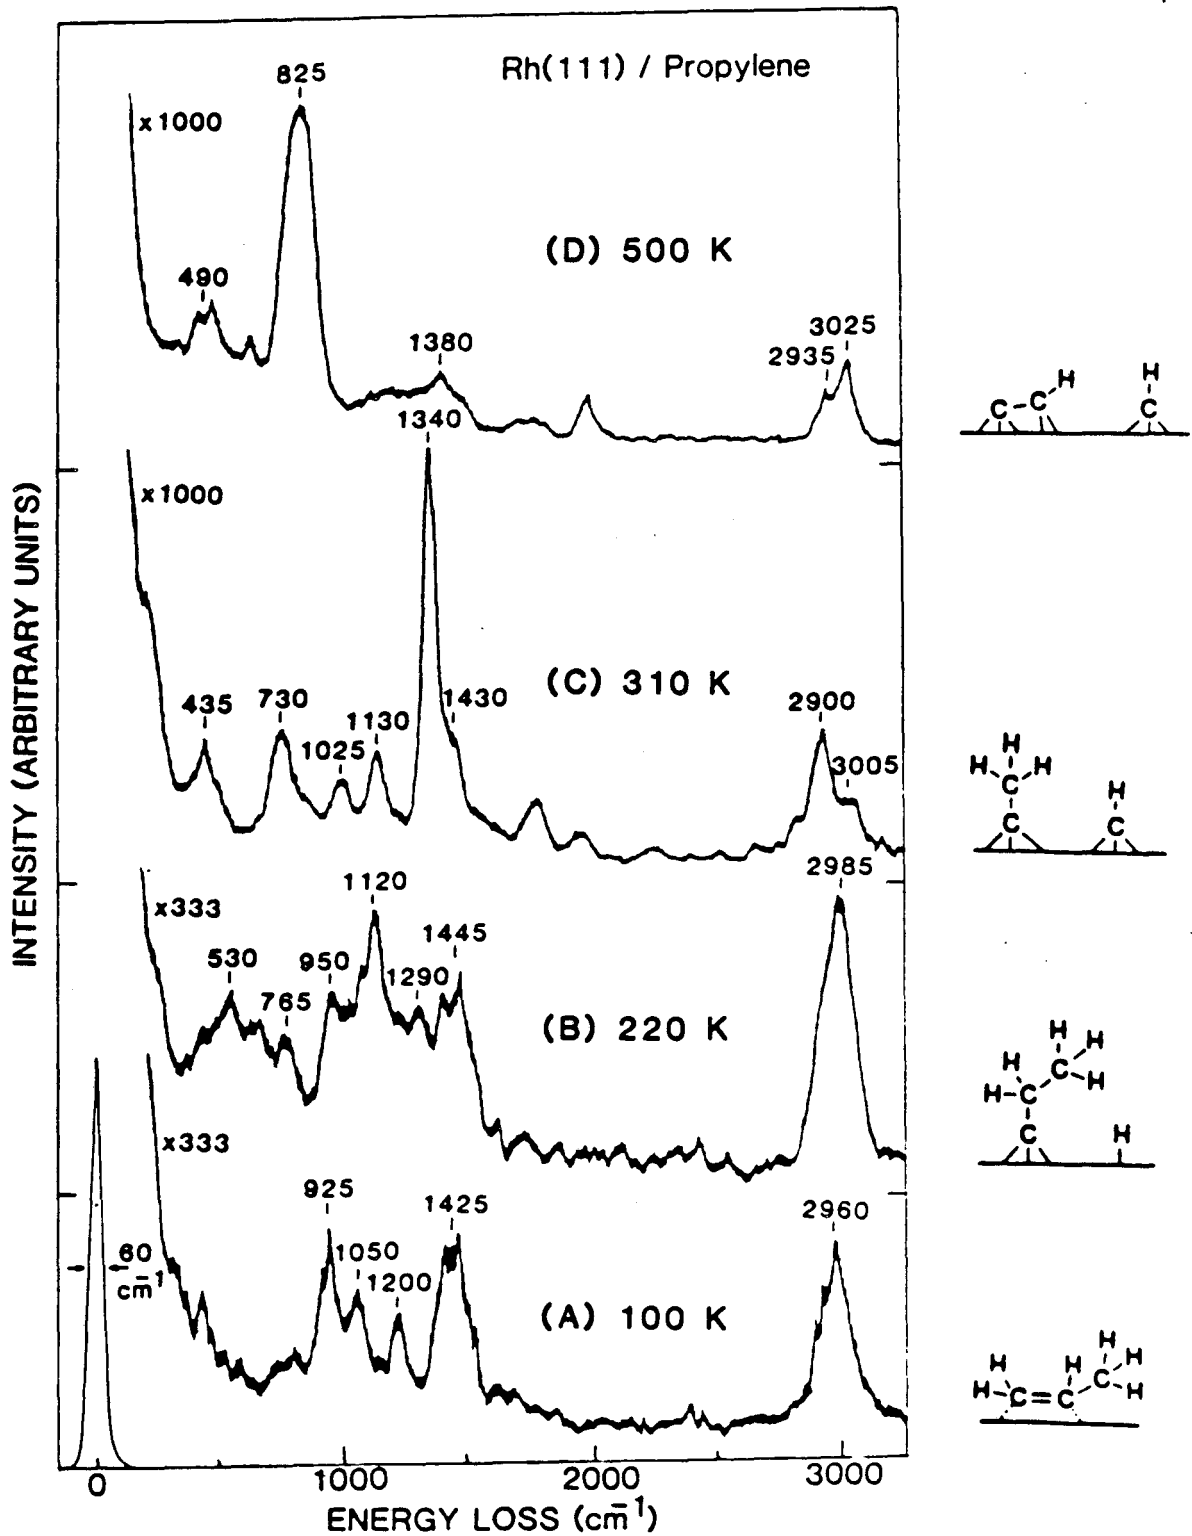 Rh(111) / Propylene
825
x1000
(D) 500 K
490
1380
2935
3025
H
C
C
H
C
1340
x1000
(C) 310 K
435
730
1025
1130
1430
2900
3005
H
H
H
C
C
H
C
x333
(B) 220 K
530
765
950
1120
1290
1445
2985
H
H
H
C
H
H
C
C
H
x333
(A) 100 K
60
cm⁻¹
925
1050
1200
1425
2960
H
H
H
H
H
C
H
C=C
0
1000
2000
3000
ENERGY LOSS (cm⁻¹)
INTENSITY (ARBITRARY UNITS)